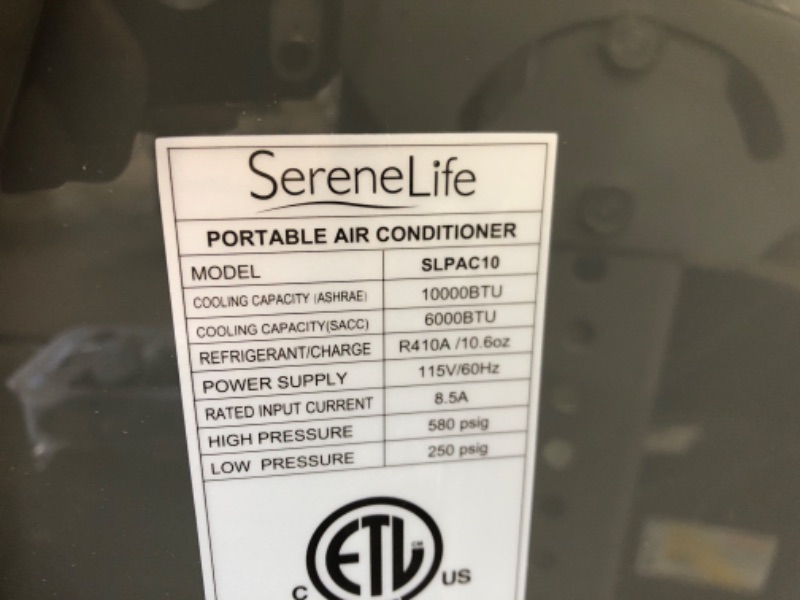 SereneLife
PORTABLE AIR CONDITIONER
MODEL SLPAC10
COOLING CAPACITY (ASHRAE) 10000BTU
COOLING CAPACITY(SACC) 6000BTU
REFRIGERANT/CHARGE R410A /10.6oz
POWER SUPPLY 115V/60Hz
RATED INPUT CURRENT 8.5A
HIGH PRESSURE 580 psig
LOW PRESSURE 250 psig
ETL CM
C US